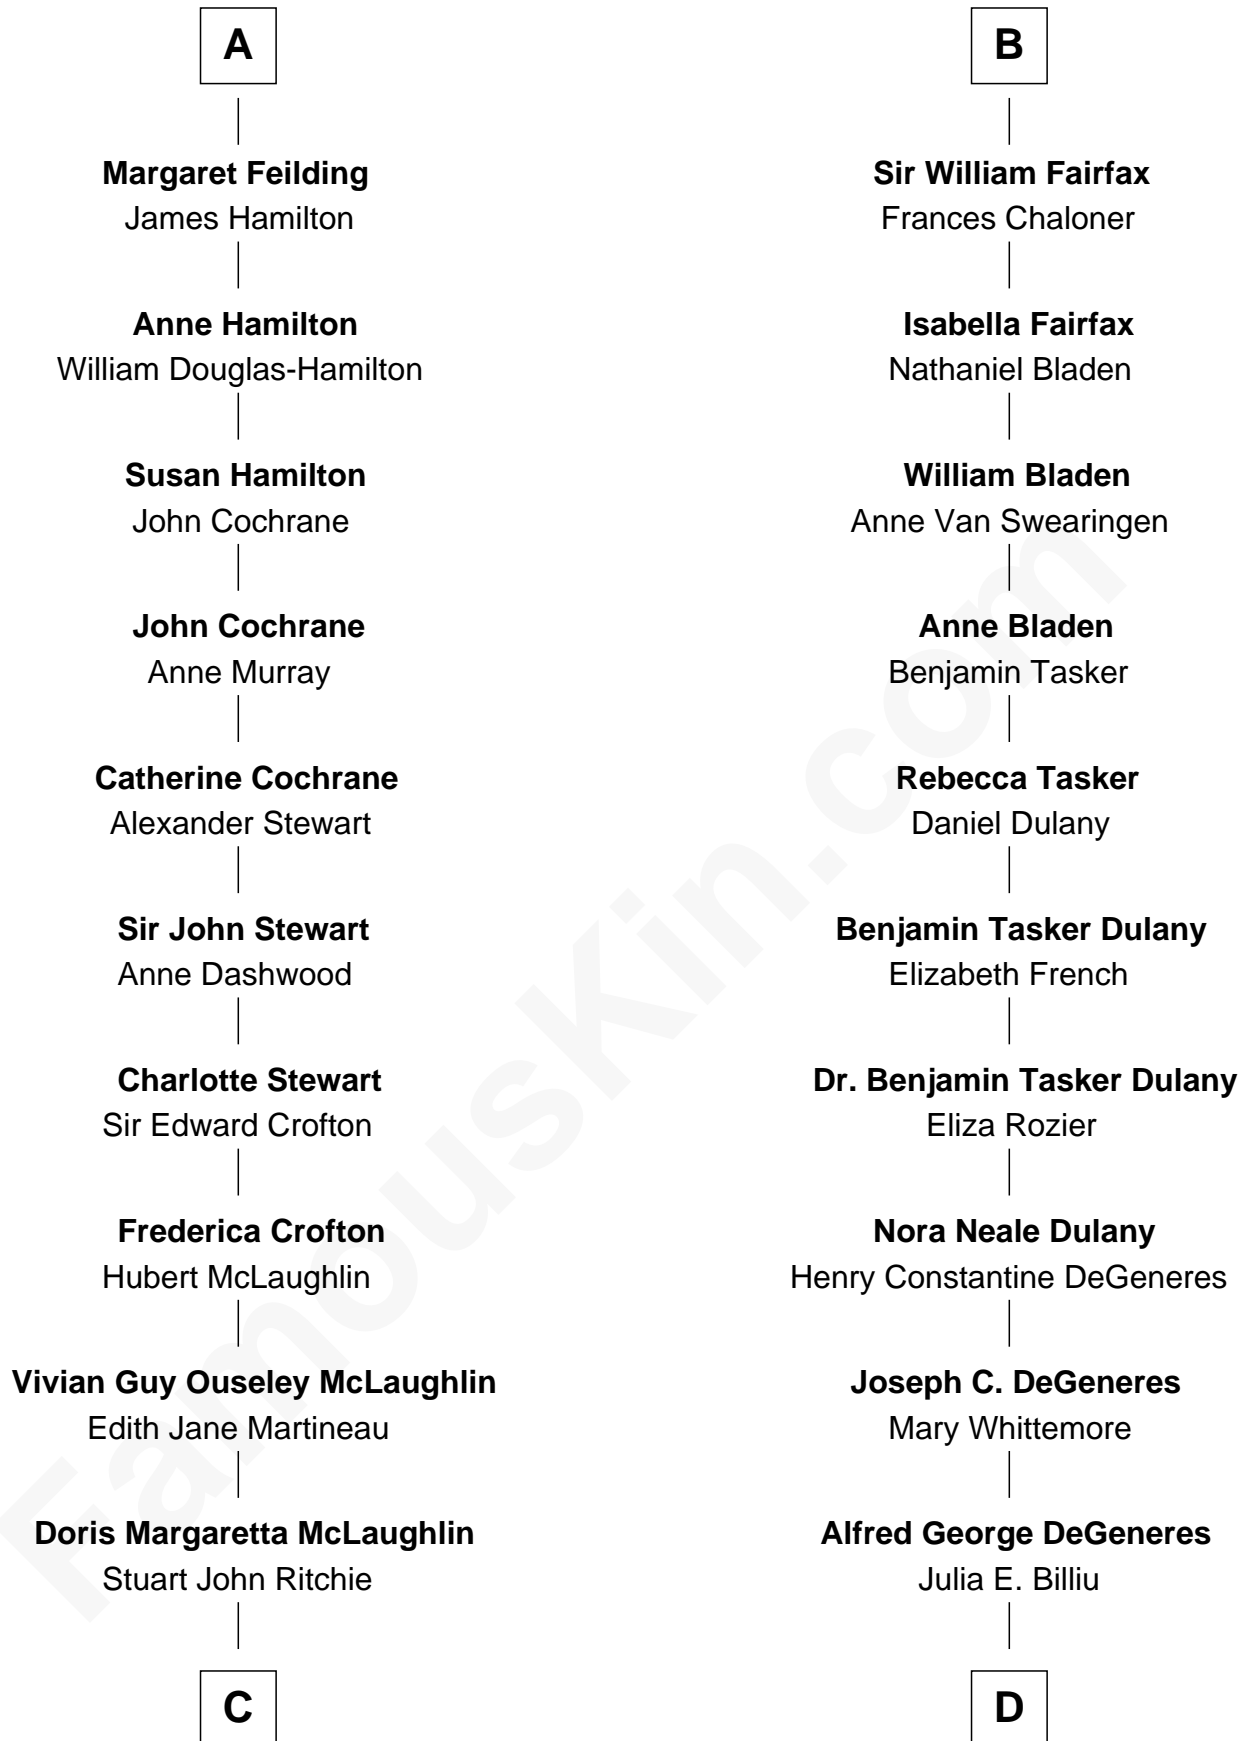 A
Margaret Feilding
James Hamilton
Anne Hamilton
William Douglas-Hamilton
Susan Hamilton
John Cochrane
John Cochrane
Anne Murray
Catherine Cochrane
Alexander Stewart
Sir John Stewart
Anne Dashwood
Charlotte Stewart
Sir Edward Crofton
Frederica Crofton
Hubert McLaughlin
Vivian Guy Ouseley McLaughlin
Edith Jane Martineau
Doris Margaretta McLaughlin
Stuart John Ritchie
C
B
Sir William Fairfax
Frances Chaloner
Isabella Fairfax
Nathaniel Bladen
William Bladen
Anne Van Swearingen
Anne Bladen
Benjamin Tasker
Rebecca Tasker
Daniel Dulany
Benjamin Tasker Dulany
Elizabeth French
Dr. Benjamin Tasker Dulany
Eliza Rozier
Nora Neale Dulany
Henry Constantine DeGeneres
Joseph C. DeGeneres
Mary Whittemore
Alfred George DeGeneres
Julia E. Billiu
D
FamousKin.com